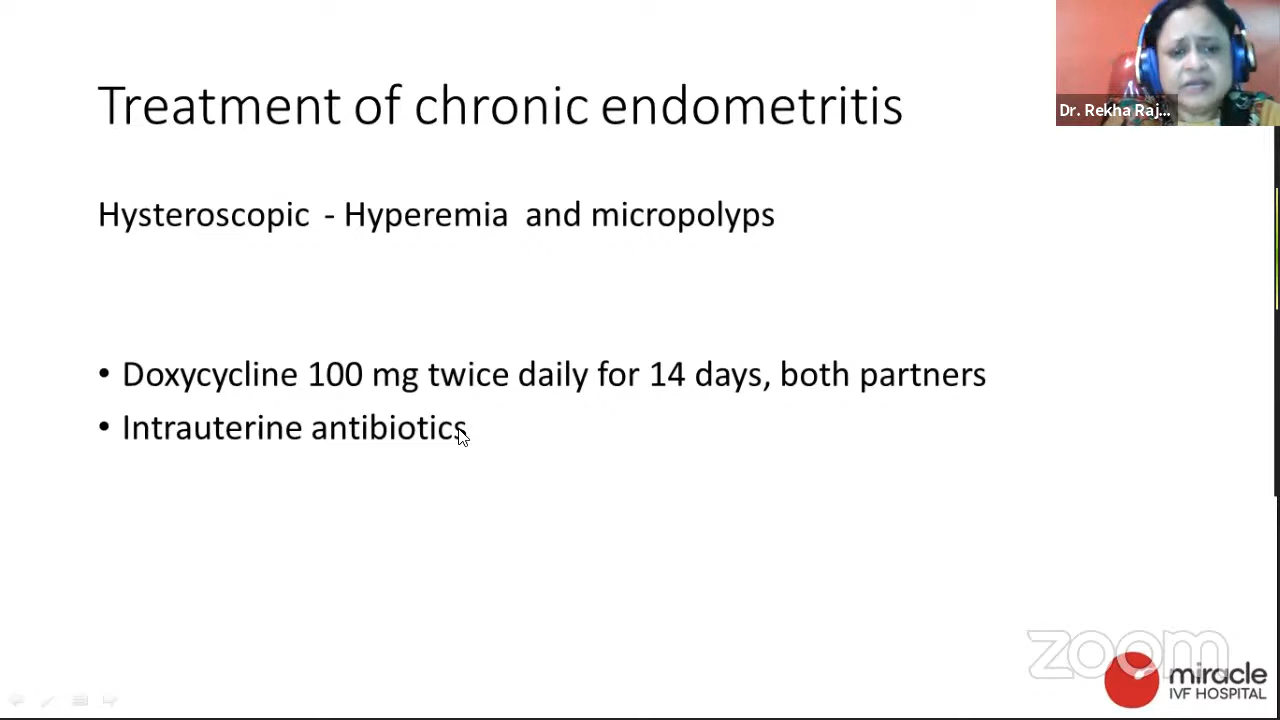 Treatment of chronic endometritis
Dr. Rekha Raj...
Hysteroscopic - Hyperemia and micropolyps
• Doxycycline 100 mg twice daily for 14 days, both partners
• Intrauterine antibiotics
zoom
miracle
IVF HOSPITAL